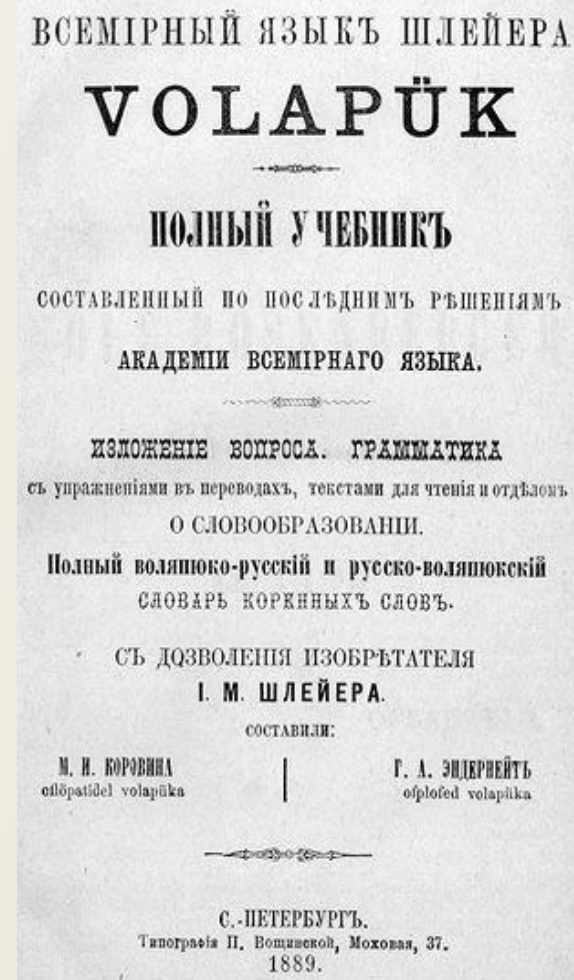 ВСЕМІРНЫЙ ЯЗЫКЪ ШЛЕЙЕРА
VOLAPÜK
ПОЛНЫЙ УЧЕБНИКЪ
СОСТАВЛЕННЫЙ ПО ПОСЛѢДНИМЪ РѢШЕНІЯМЪ
АКАДЕМІИ ВСЕМІРНАГО ЯЗЫКА.
ИЗЛОЖЕНІЕ ВОПРОСА. ГРАММАТИКА
съ упражненіями въ переводахъ, текстами для чтенія и отдѣломъ
О СЛОВООБРАЗОВАНІИ.
Полный воляпюко-русскій и русско-воляпюкскій
СЛОВАРЬ КОРЕННЫХЪ СЛОВЪ.
СЪ ДОЗВОЛЕНІЯ ИЗОБРѢТАТЕЛЯ
І. М. ШЛЕЙЕРА.
СОСТАВИЛИ:
М. И. КОРОВИНА
oflöpatidel volapüka
Г. А. ЭНДЕРНЕЙТЪ
ofplofed volapüka
С.-ПЕТЕРБУРГЪ.
Типографія П. Вощинской, Моховая, 37.
1889.